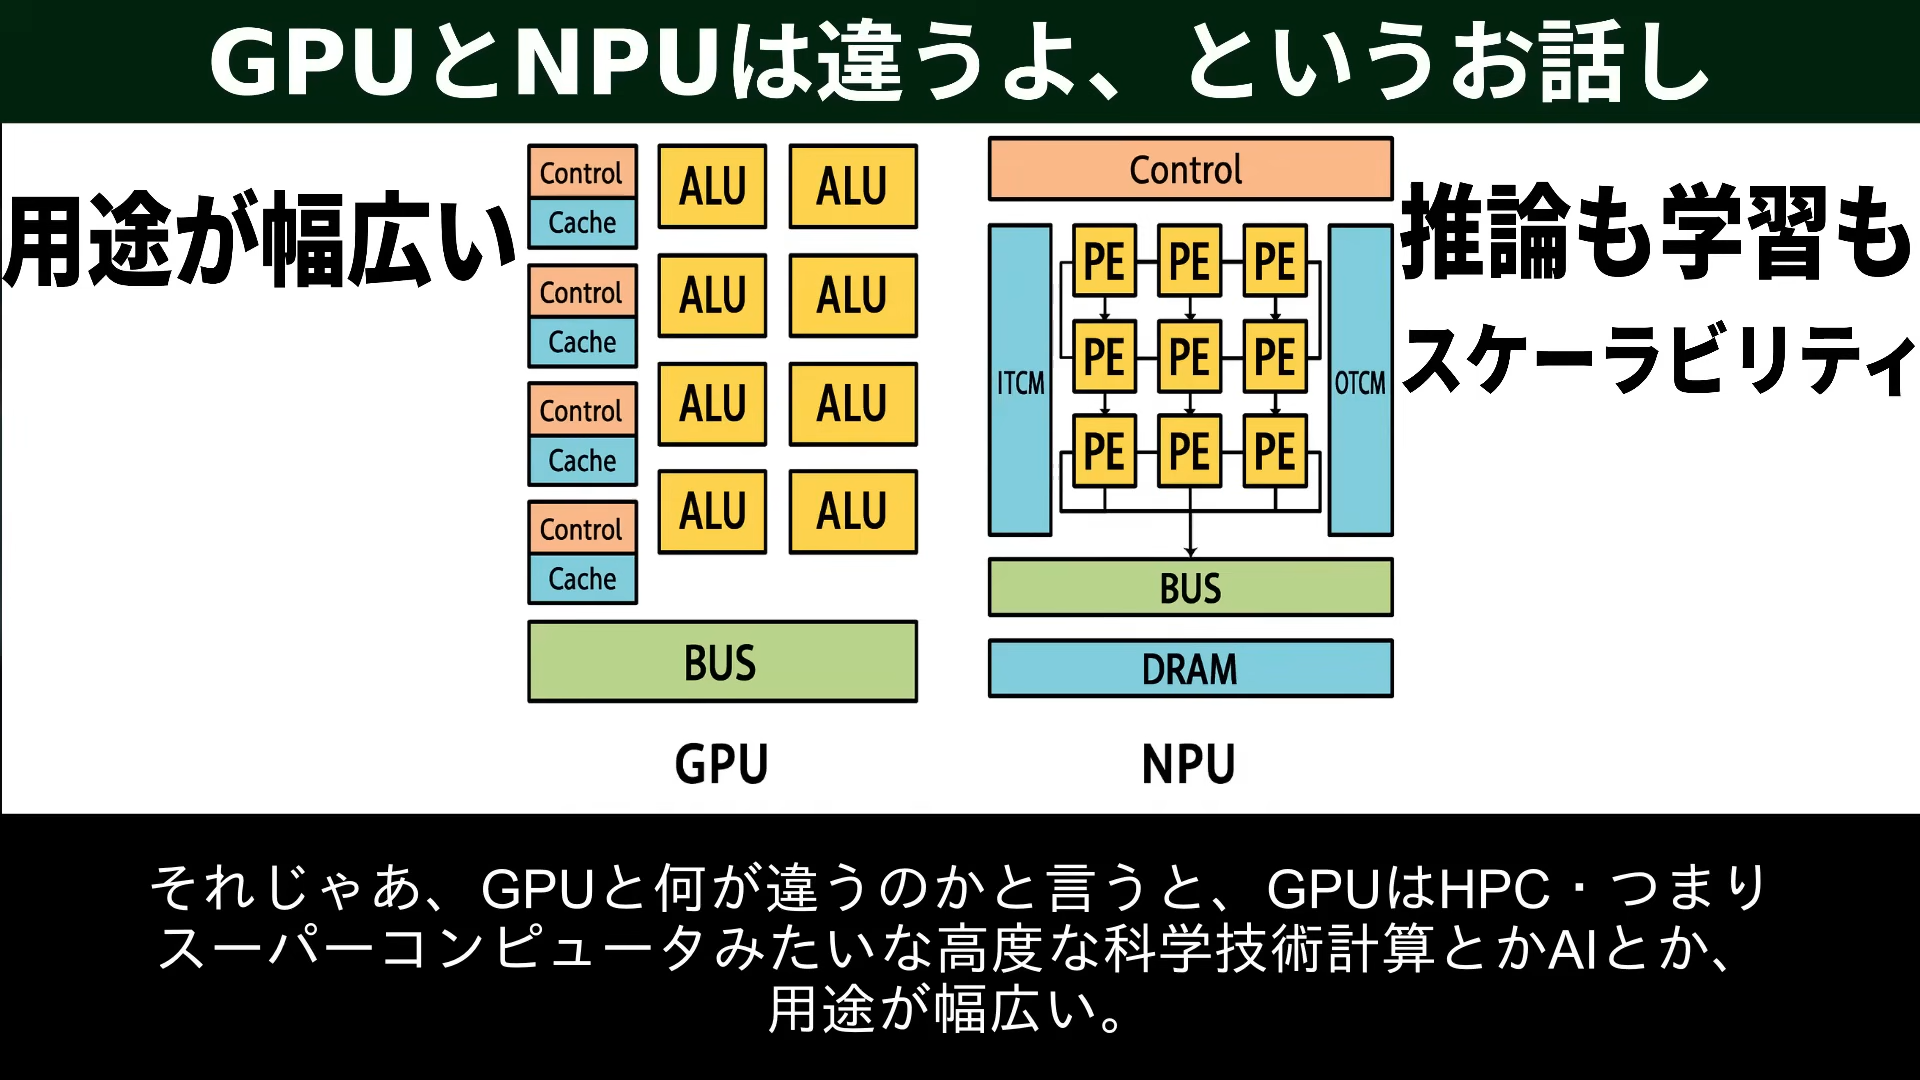 GPUとNPUは違うよ、というお話し
用途が幅広い
Control
Cache
ALU
ALU
Control
Cache
ALU
ALU
Control
Cache
ALU
ALU
Control
Cache
ALU
ALU
BUS
GPU
Control
ITCM
PE
PE
PE
PE
PE
PE
PE
PE
PE
OTCM
BUS
DRAM
NPU
推論も学習も
スケーラビリティ
それじゃあ、GPUと何が違うのかと言うと、GPUはHPC・つまり
スーパーコンピュータみたいな高度な科学技術計算とかAIとか、
用途が幅広い。